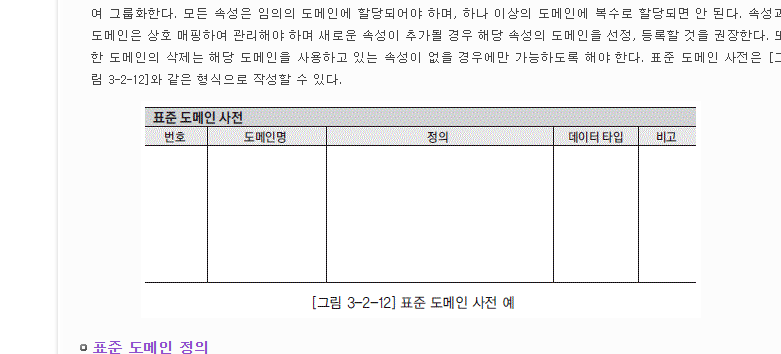 여 그룹화한다. 모든 속성은 임의의 도메인에 할당되어야 하며, 하나 이상의 도메인에 복수로 할당되면 안 된다. 속성과
도메인은 상호 매핑하여 관리해야 하며 새로운 속성이 추가될 경우 해당 속성의 도메인을 선정, 등록할 것을 권장한다. 또
한 도메인의 삭제는 해당 도메인을 사용하고 있는 속성이 없을 경우에만 가능하도록 해야 한다. 표준 도메인 사전은 [그
림 3-2-12]와 같은 형식으로 작성할 수 있다.
표준 도메인 사전
번호 도메인명 정의 데이터 타입 비고
[그림 3-2-12] 표준 도메인 사전 예
표준 도메인 정의